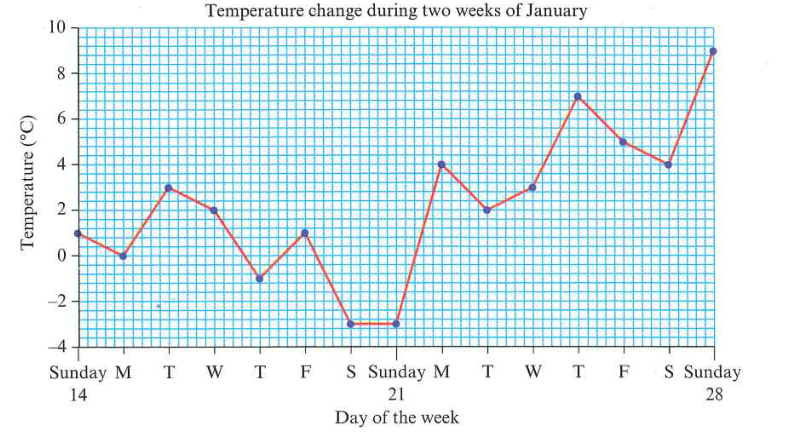 Temperature change during two weeks of January
10
8
6
4
2
0
–2
–4
Temperature (°C)
Sunday M T W T F S Sunday M T W T F S Sunday
14 21 28
Day of the week